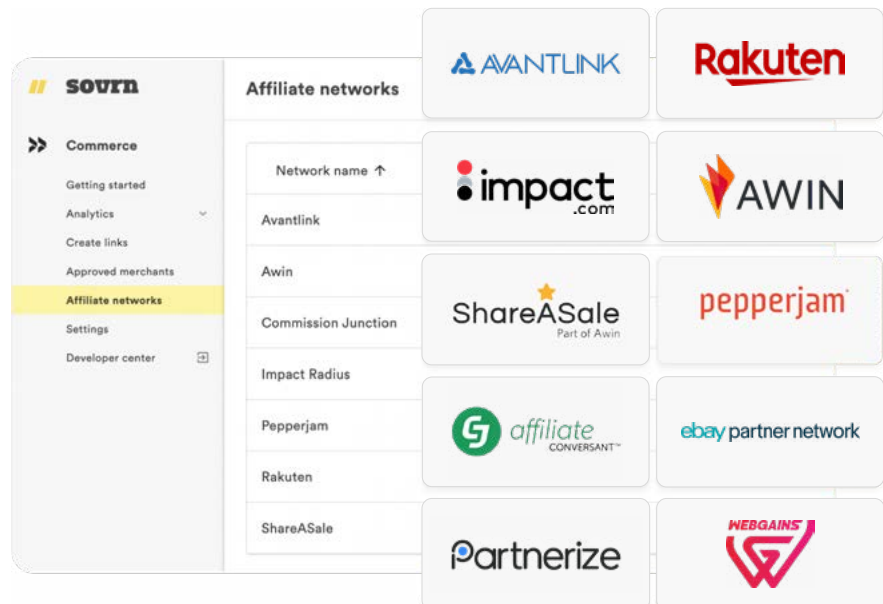 sovrn
Commerce
Getting started
Analytics
Create links
Approved merchants
Affiliate networks
Settings
Developer center
Affiliate networks
Network name ↑
Avantlink
Awin
Commission Junction
Impact Radius
Pepperjam
Rakuten
ShareASale
AVANTLINK
Rakuten
impact
.com
AWIN
ShareASale
Part of Awin
pepperjam
CJ affiliate
CONVERSANT™
ebay partner network
Partnerize
WEBGAINS